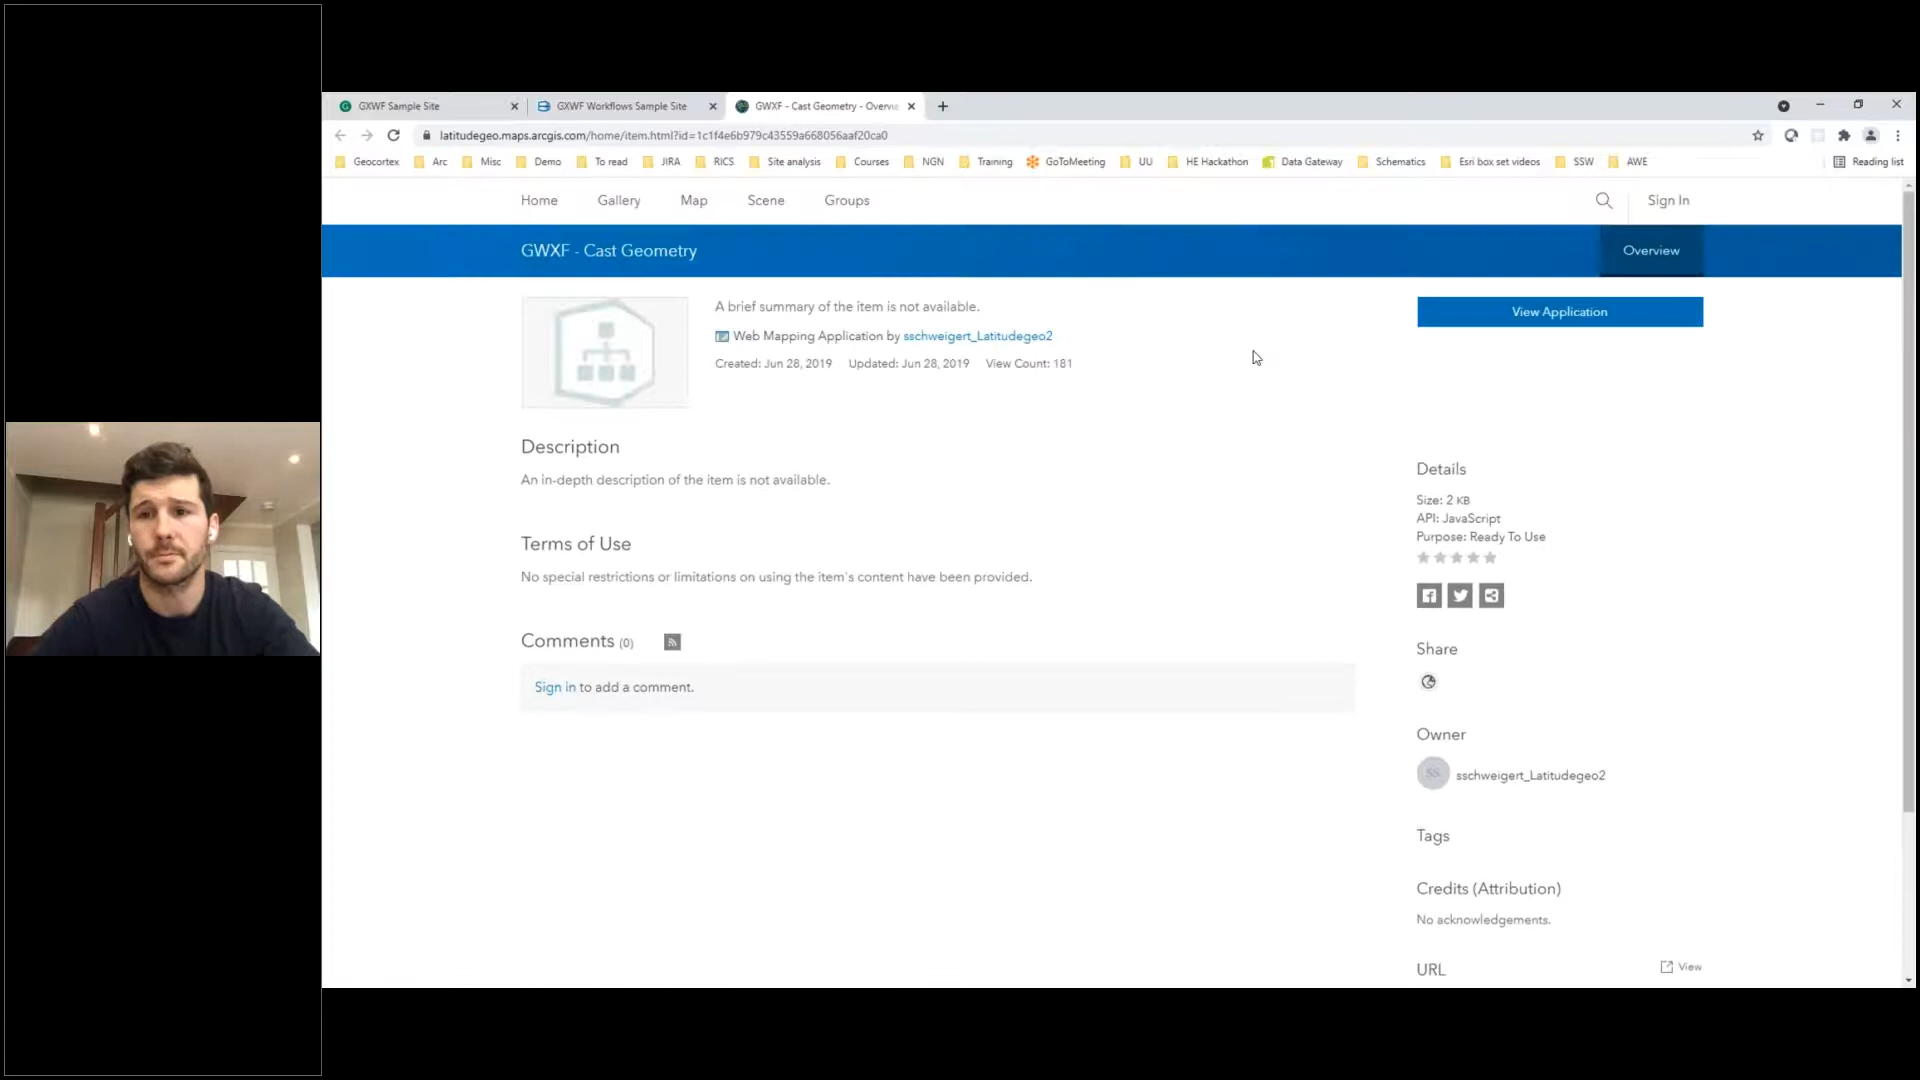 GXWF Sample Site
GXWF Workflows Sample Site
GWXF - Cast Geometry - Overvie
latitudegeo.maps.arcgis.com/home/item.html?id=1c1f4e6b979c43559a668056aaf20ca0
Geocortex Arc Misc Demo To read JIRA RICS Site analysis Courses NGN Training GoToMeeting UU HE Hackathon Data Gateway Schematics Esri box set videos SSW AWE Reading list
Home Gallery Map Scene Groups Sign In
GWXF - Cast Geometry
Overview
A brief summary of the item is not available.
View Application
Web Mapping Application by sschweigert_Latitudegeo2
Created: Jun 28, 2019 Updated: Jun 28, 2019 View Count: 181
Description
An in-depth description of the item is not available.
Terms of Use
No special restrictions or limitations on using the item's content have been provided.
Comments (0)
Sign in to add a comment.
Details
Size: 2 KB
API: JavaScript
Purpose: Ready To Use
Share
Owner
SS
sschweigert_Latitudegeo2
Tags
Credits (Attribution)
No acknowledgements.
URL
View